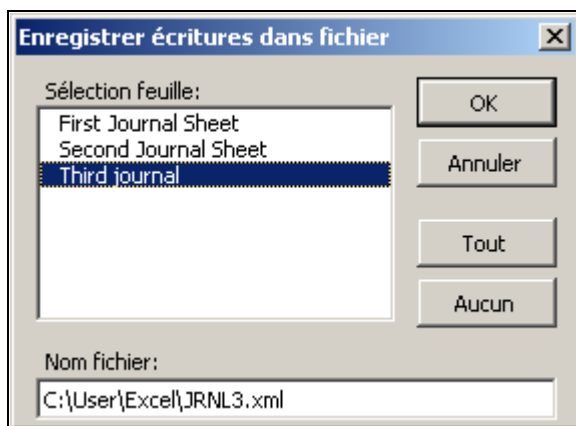 Enregistrer écritures dans fichier
Sélection feuille:
First Journal Sheet
Second Journal Sheet
Third journal
OK
Annuler
Tout
Aucun
Nom fichier:
C:\User\Excel\JRNL3.xml